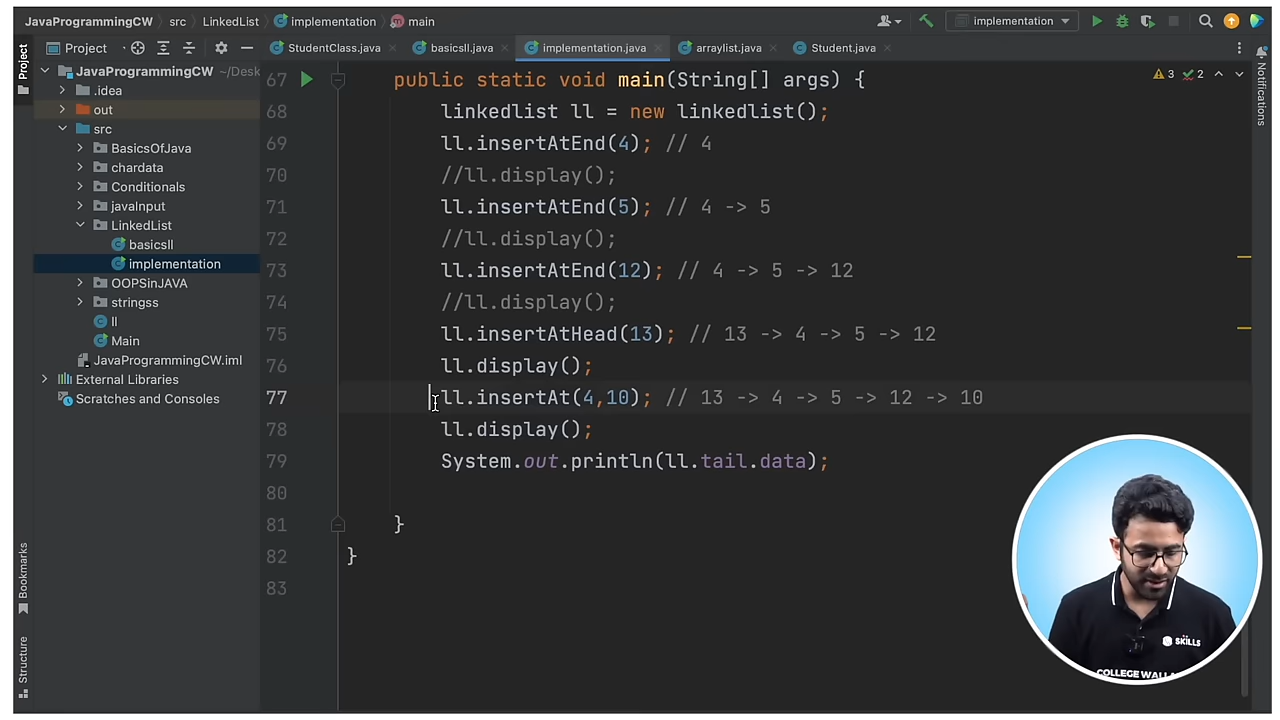 JavaProgrammingCW src LinkedList implementation main implementation
Project StudentClass.java basicsll.java implementation.java arraylist.java Student.java
Project
JavaProgrammingCW ~/Desk
.idea
out
src
BasicsOfJava
chardata
Conditionals
javaInput
LinkedList
basicsll
implementation
OOPSinJAVA
stringss
ll
Main
JavaProgrammingCW.iml
External Libraries
Scratches and Consoles
Bookmarks
Structure
3 2
Notifications
67 public static void main(String[] args) {
68 linkedlist ll = new linkedlist();
69 ll.insertAtEnd(4); // 4
70 //ll.display();
71 ll.insertAtEnd(5); // 4 -> 5
72 //ll.display();
73 ll.insertAtEnd(12); // 4 -> 5 -> 12
74 //ll.display();
75 ll.insertAtHead(13); // 13 -> 4 -> 5 -> 12
76 ll.display();
77 ll.insertAt(4,10); // 13 -> 4 -> 5 -> 12 -> 10
78 ll.display();
79 System.out.println(ll.tail.data);
80
81 }
82 }
83
SKILLS
COLLEGE